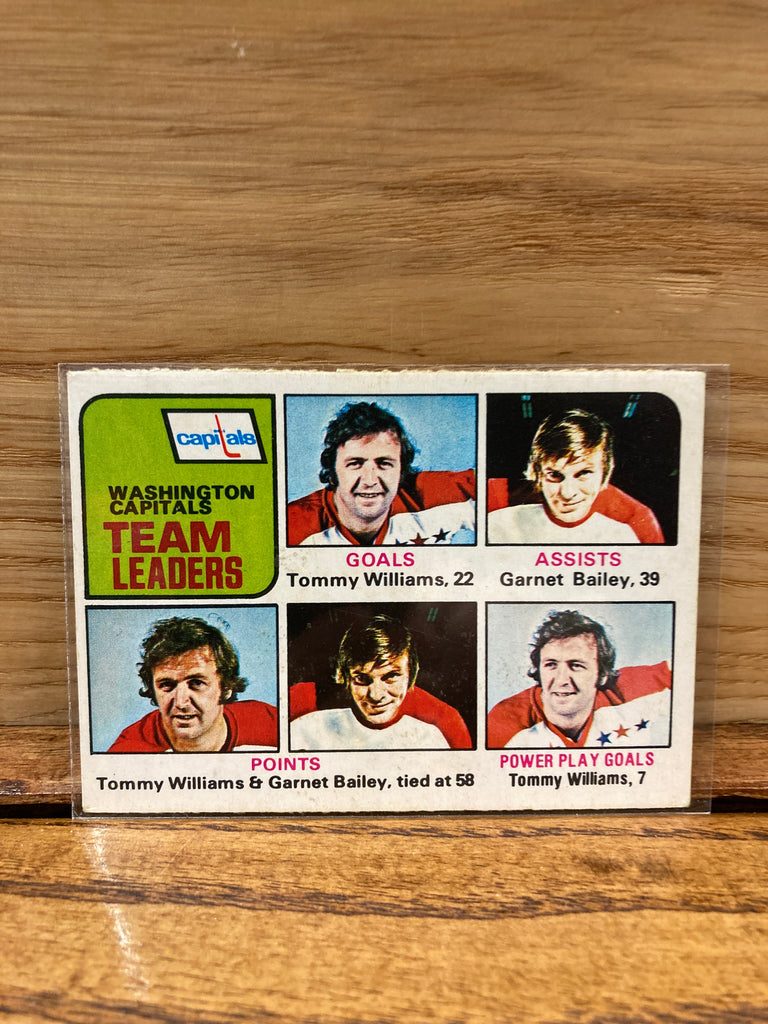 capitals
WASHINGTON
CAPITALS
TEAM
LEADERS
GOALS
Tommy Williams, 22
ASSISTS
Garnet Bailey, 39
POINTS
Tommy Williams & Garnet Bailey, tied at 58
POWER PLAY GOALS
Tommy Williams, 7